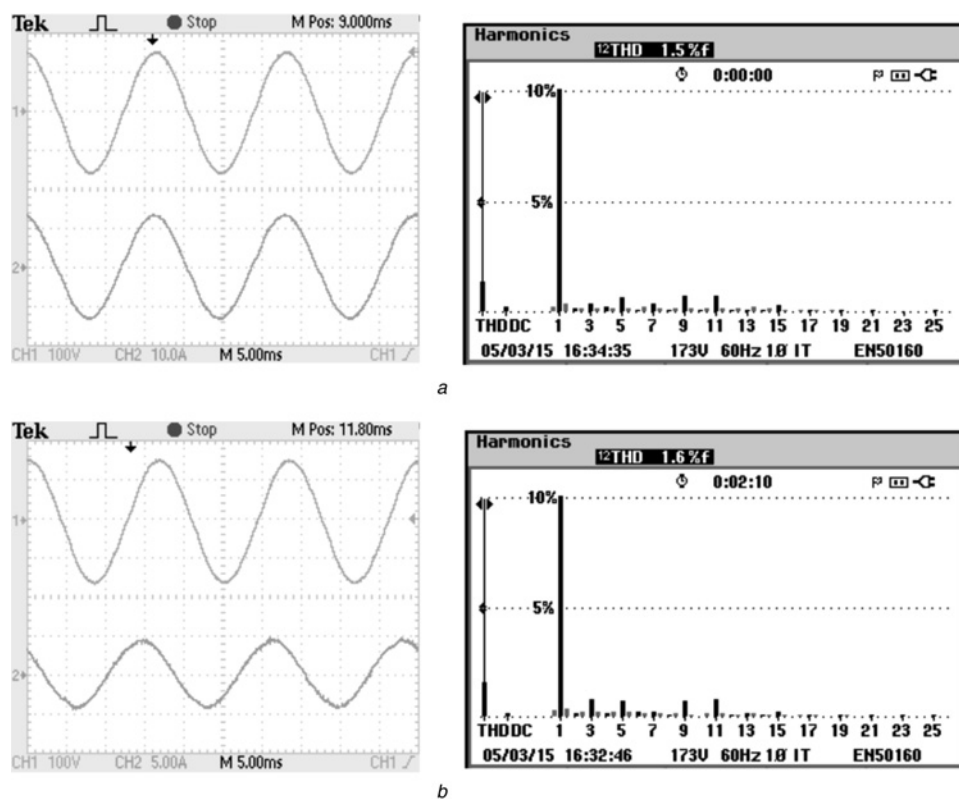 Tek Stop M Pos: 9.000ms
1
2
CH1 100V CH2 10.0A M 5.00ms CH1
Harmonics
12THD 1.5%f
0:00:00
10%
5%
THD DC 1 3 5 7 9 11 13 15 17 19 21 23 25
05/03/15 16:34:35 173V 60Hz 1Ø IT EN50160
a
Tek Stop M Pos: 11.80ms
1
2
CH1 100V CH2 5.00A M 5.00ms CH1
Harmonics
12THD 1.6%f
0:02:10
10%
5%
THD DC 1 3 5 7 9 11 13 15 17 19 21 23 25
05/03/15 16:32:46 173V 60Hz 1Ø IT EN50160
b